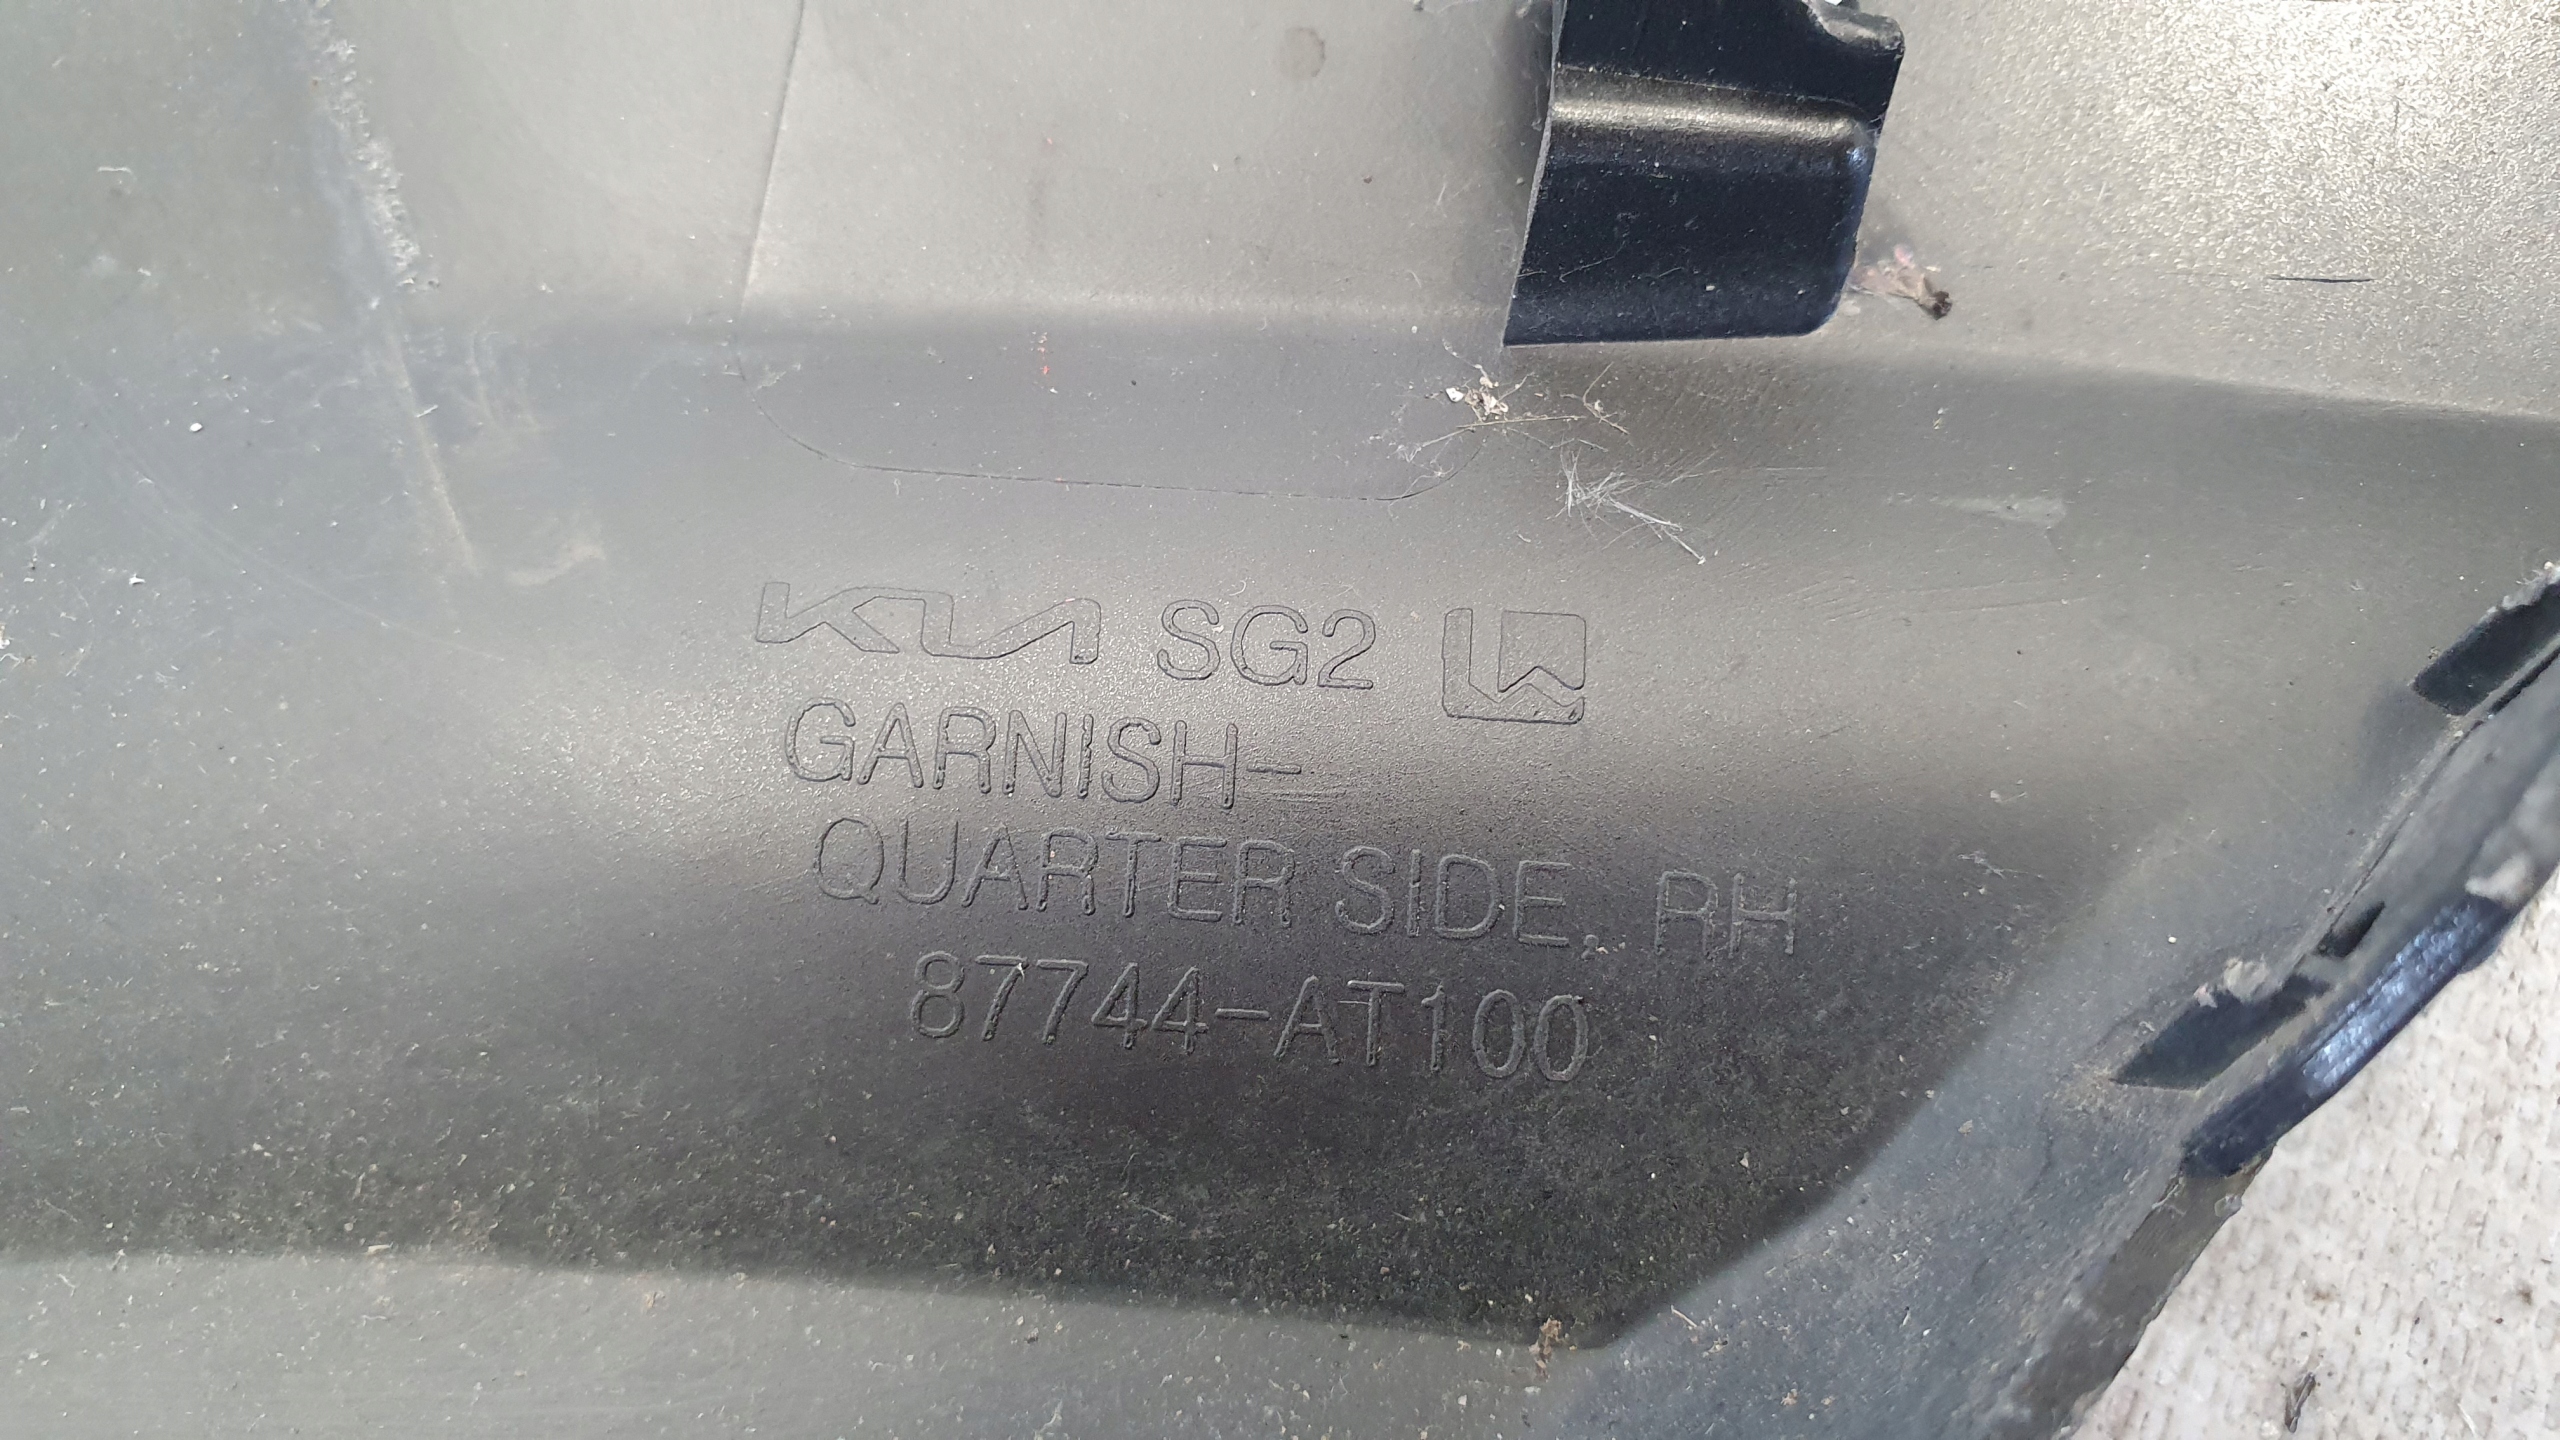 KIA SG2
GARNISH-
QUARTER SIDE, RH
87744-AT100